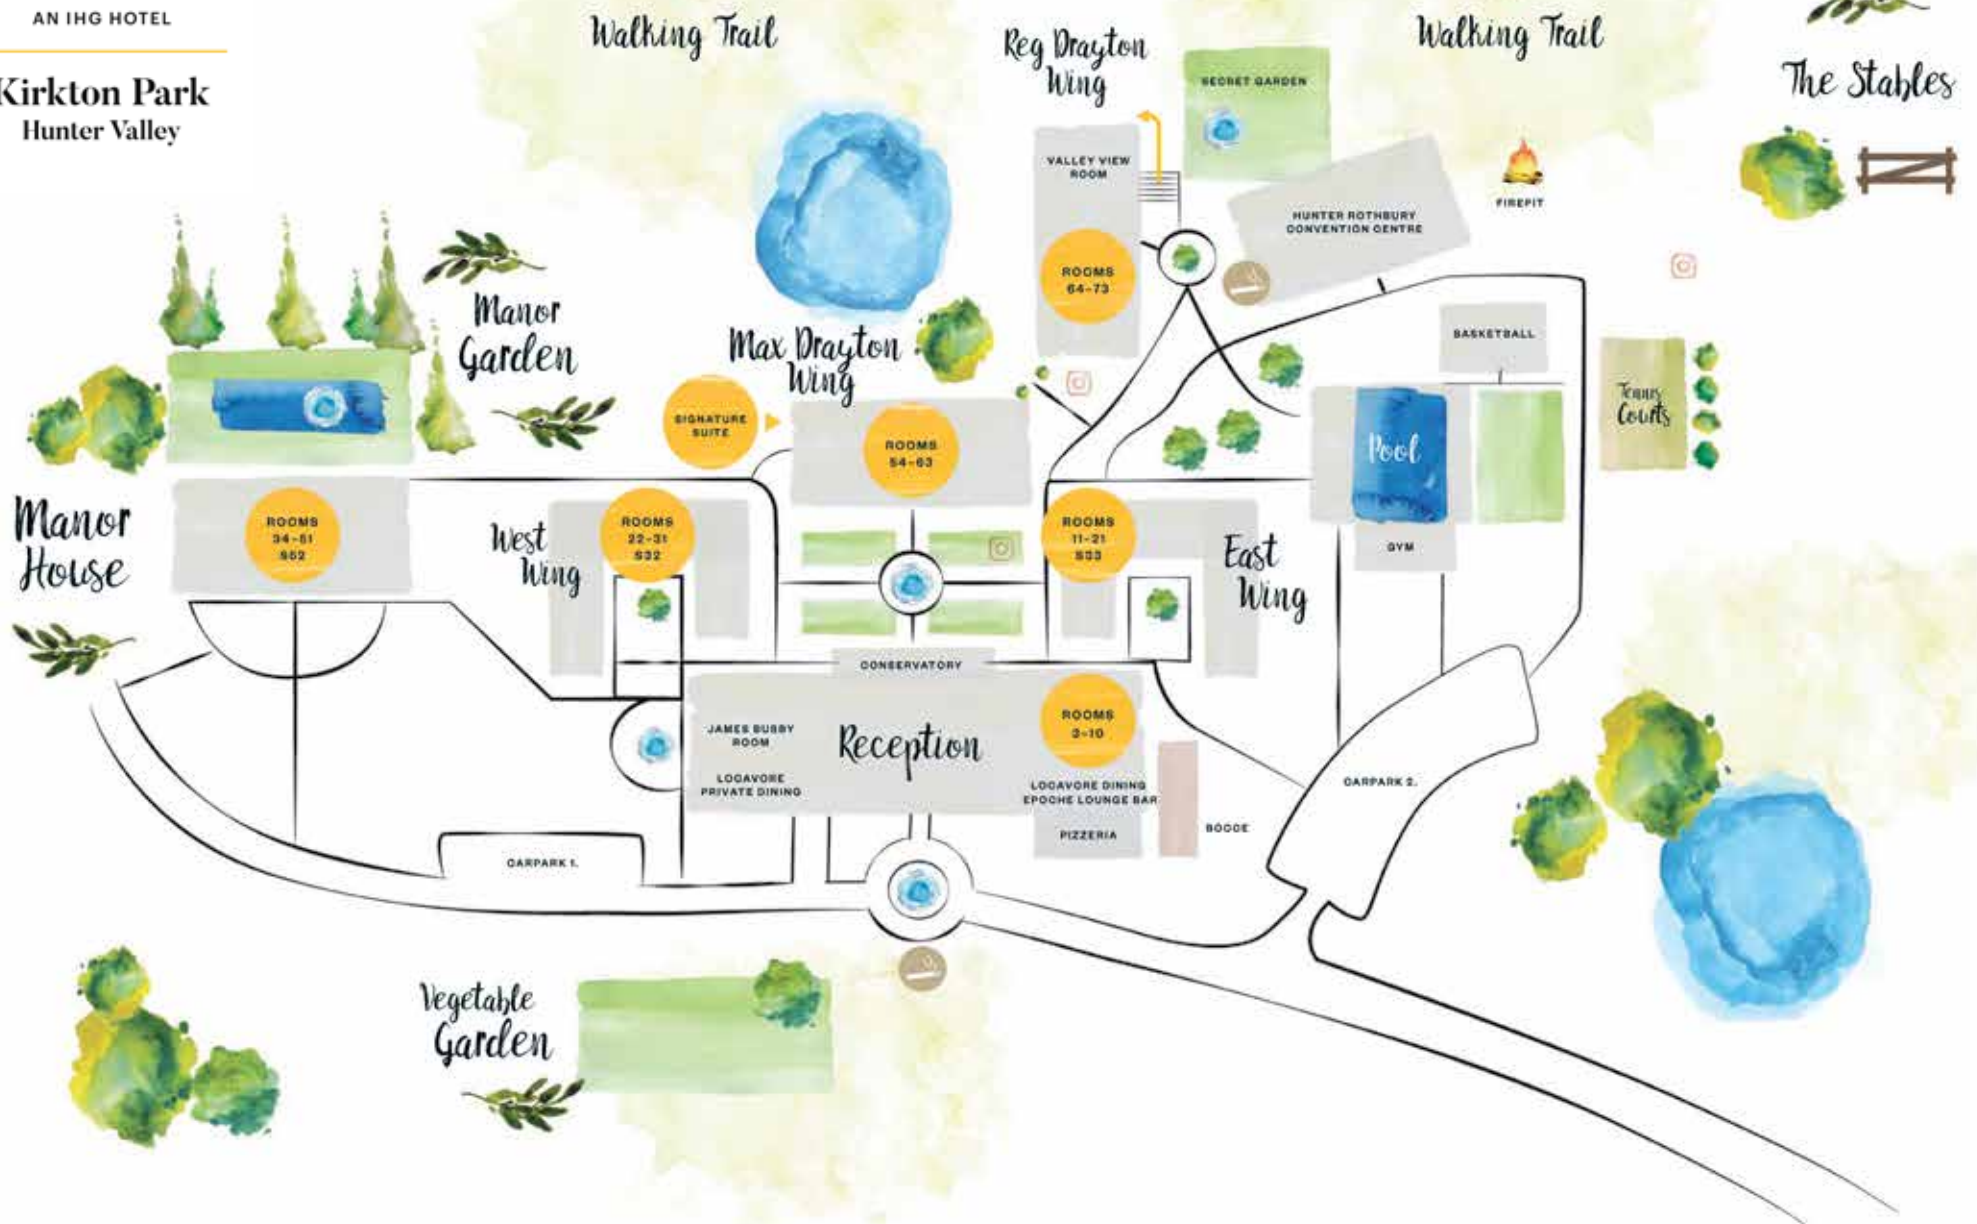 AN IHG HOTEL
Kirkton Park
Hunter Valley
Walking Trail
Reg Drayton
Wing
SECRET GARDEN
Walking Trail
The Stables
VALLEY VIEW
ROOM
ROOMS
64-73
HUNTER ROTHBURY
CONVENTION CENTRE
FIREPIT
Manor
Garden
Max Drayton
Wing
SIGNATURE
SUITE
ROOMS
54-63
BASKETBALL
Tennis
Courts
Pool
GYM
Manor
House
ROOMS
34-51
S52
West
Wing
ROOMS
22-31
S32
ROOMS
11-21
S33
East
Wing
CONSERVATORY
JAMES BUSBY
ROOM
LOCAVORE
PRIVATE DINING
Reception
ROOMS
2-10
LOCAVORE DINING
EPOCHE LOUNGE BAR
PIZZERIA
BOCCE
CARPARK 1.
CARPARK 2.
Vegetable
Garden